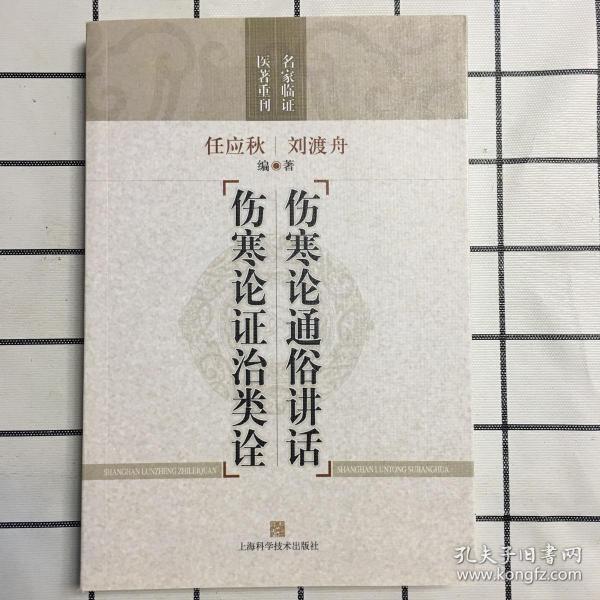 名家临证
医著重刊
任应秋 | 刘渡舟
编◉著
伤寒论通俗讲话
伤寒论证治类诠
SHANGHAN LUNZHENG ZHILEIQUAN
SHANGHAN LUNTONG SUJIANGHUA
上海科学技术出版社
孔夫子旧书网
www.kongfz.com